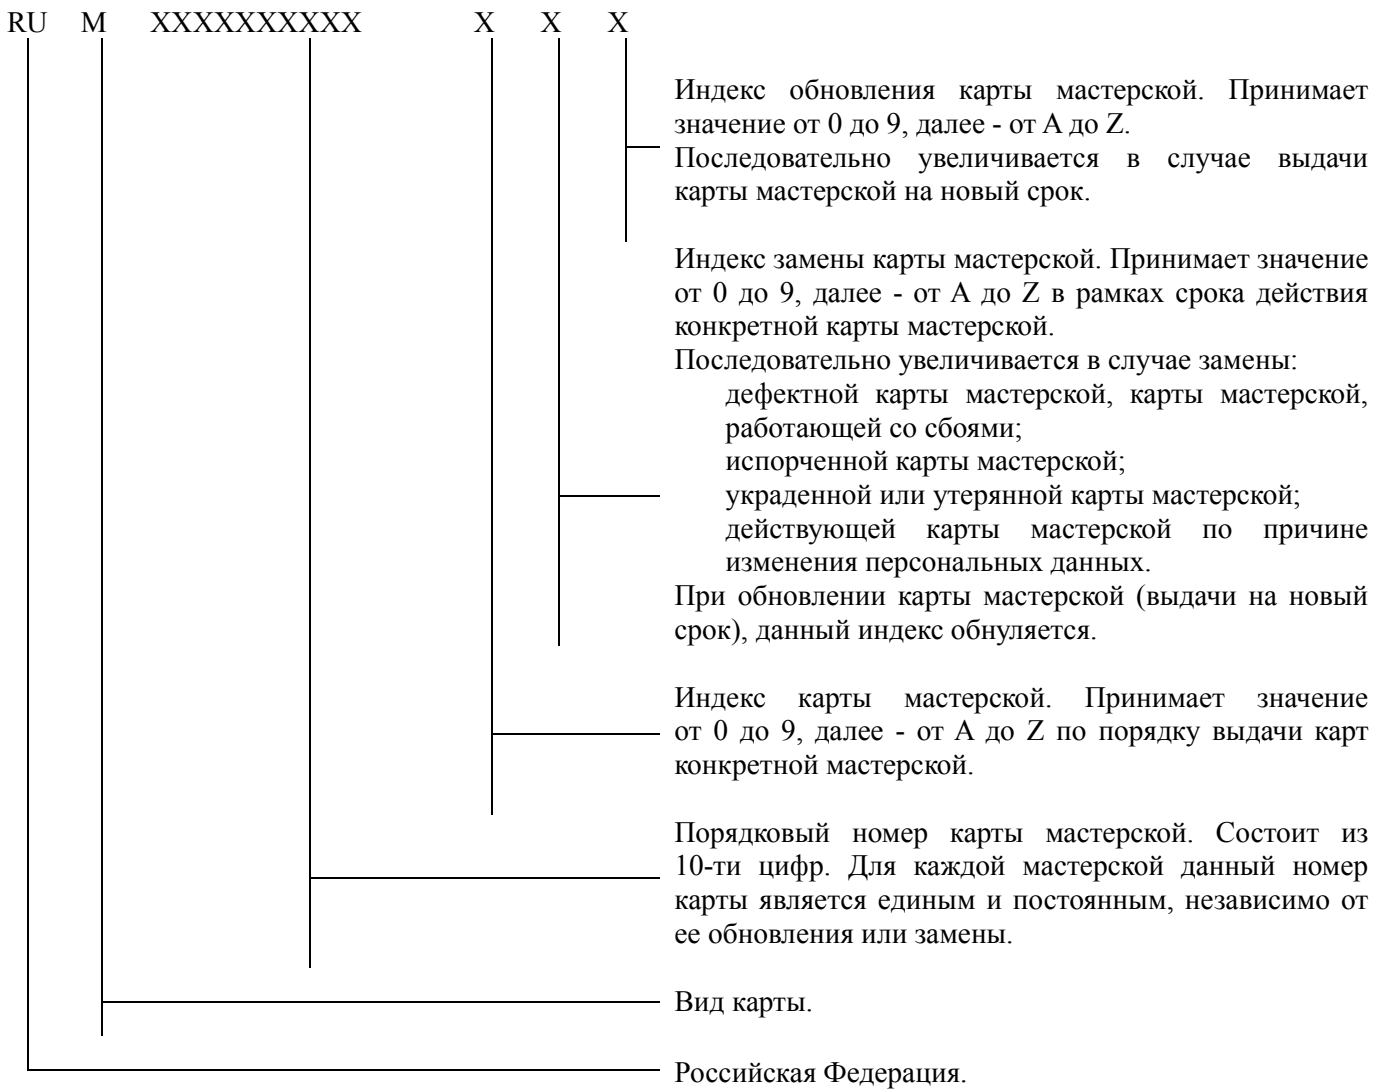 RU M XXXXXXXXXX X X X
Индекс обновления карты мастерской. Принимает
значение от 0 до 9, далее - от A до Z.
Последовательно увеличивается в случае выдачи
карты мастерской на новый срок.
Индекс замены карты мастерской. Принимает значение
от 0 до 9, далее - от A до Z в рамках срока действия
конкретной карты мастерской.
Последовательно увеличивается в случае замены:
дефектной карты мастерской, карты мастерской,
работающей со сбоями;
испорченной карты мастерской;
украденной или утерянной карты мастерской;
действующей карты мастерской по причине
изменения персональных данных.
При обновлении карты мастерской (выдачи на новый
срок), данный индекс обнуляется.
Индекс карты мастерской. Принимает значение
от 0 до 9, далее - от A до Z по порядку выдачи карт
конкретной мастерской.
Порядковый номер карты мастерской. Состоит из
10-ти цифр. Для каждой мастерской данный номер
карты является единым и постоянным, независимо от
ее обновления или замены.
Вид карты.
Российская Федерация.